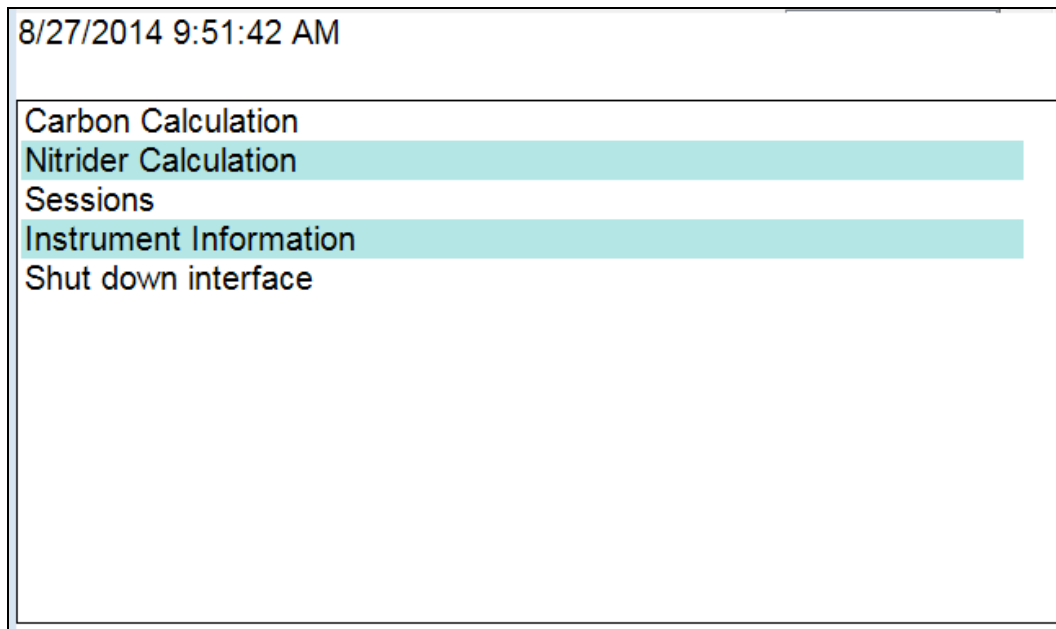 8/27/2014 9:51:42 AM
Carbon Calculation
Nitrider Calculation
Sessions
Instrument Information
Shut down interface